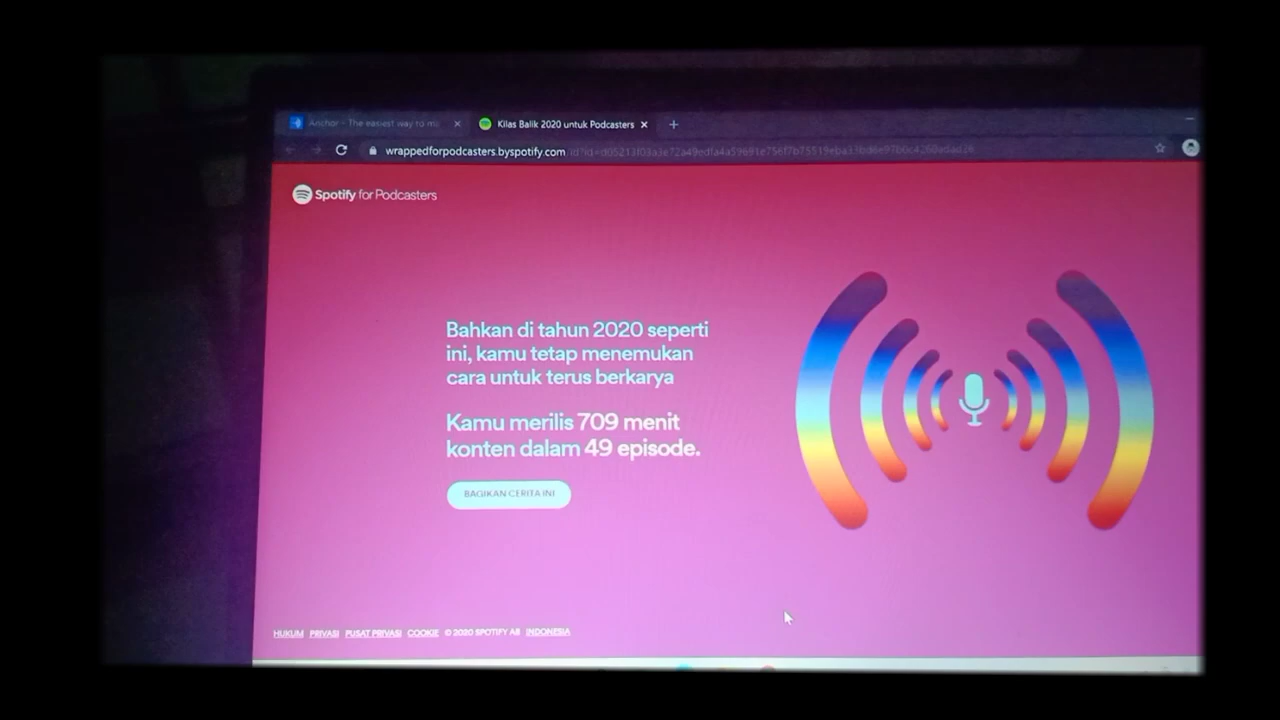 Anchor - The easiest way to m
Kilas Balik 2020 untuk Podcasters
wrappedforpodcasters.byspotify.com
Spotify for Podcasters
Bahkan di tahun 2020 seperti
ini, kamu tetap menemukan
cara untuk terus berkarya
Kamu merilis 709 menit
konten dalam 49 episode.
BAGIKAN CERITA INI
HUKUM PRIVASI PUSAT PRIVASI COOKIE © 2020 SPOTIFY AB INDONESIA